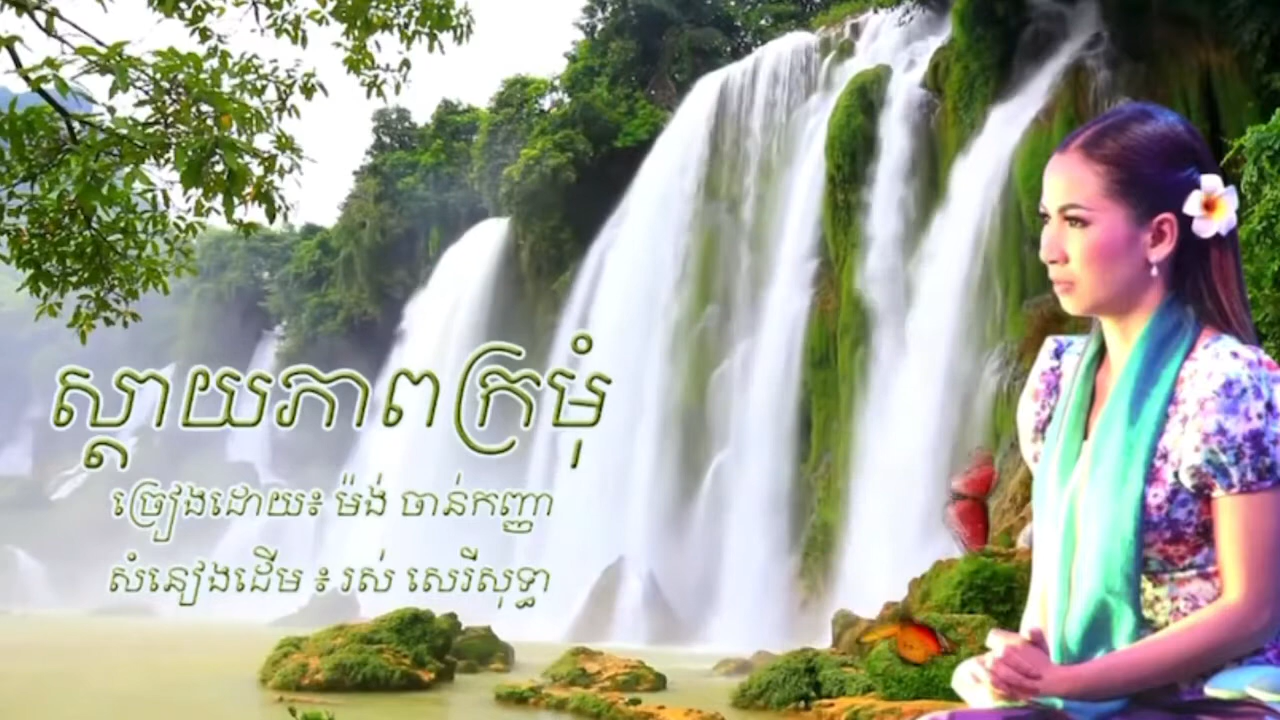 ស្ដាយភាពក្រមុំ
ច្រៀងដោយ៖ ម៉ង់ ចាន់កញ្ញា
សំនៀងដើម ៖ រស់ សេរីសុទ្ធា